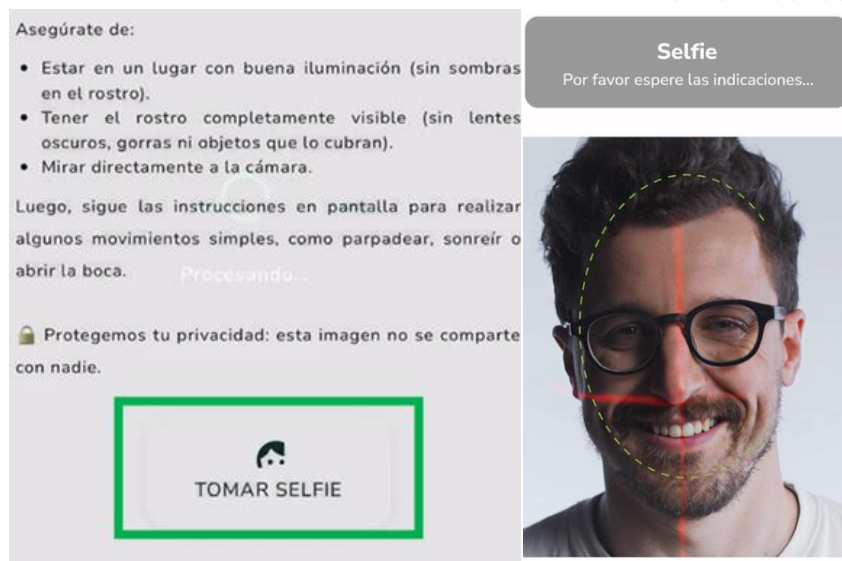 Asegúrate de:
• Estar en un lugar con buena iluminación (sin sombras
en el rostro).
• Tener el rostro completamente visible (sin lentes
oscuros, gorras ni objetos que lo cubran).
• Mirar directamente a la cámara.
Luego, sigue las instrucciones en pantalla para realizar
algunos movimientos simples, como parpadear, sonreír o
abrir la boca.
Procesando...
🔒 Protegemos tu privacidad: esta imagen no se comparte
con nadie.
TOMAR SELFIE
Selfie
Por favor espere las indicaciones...